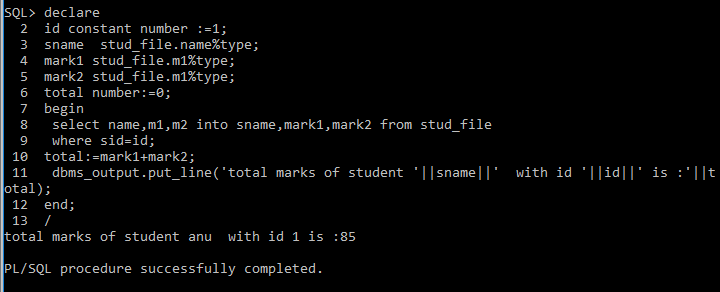 SQL> declare
  2  id constant number :=1;
  3  sname  stud_file.name%type;
  4  mark1 stud_file.m1%type;
  5  mark2 stud_file.m1%type;
  6  total number:=0;
  7  begin
  8   select name,m1,m2 into sname,mark1,mark2 from stud_file
  9   where sid=id;
 10  total:=mark1+mark2;
 11   dbms_output.put_line('total marks of student '||sname||'  with id '||id||' is :'||t
otal);
 12  end;
 13  /
total marks of student anu  with id 1 is :85
PL/SQL procedure successfully completed.